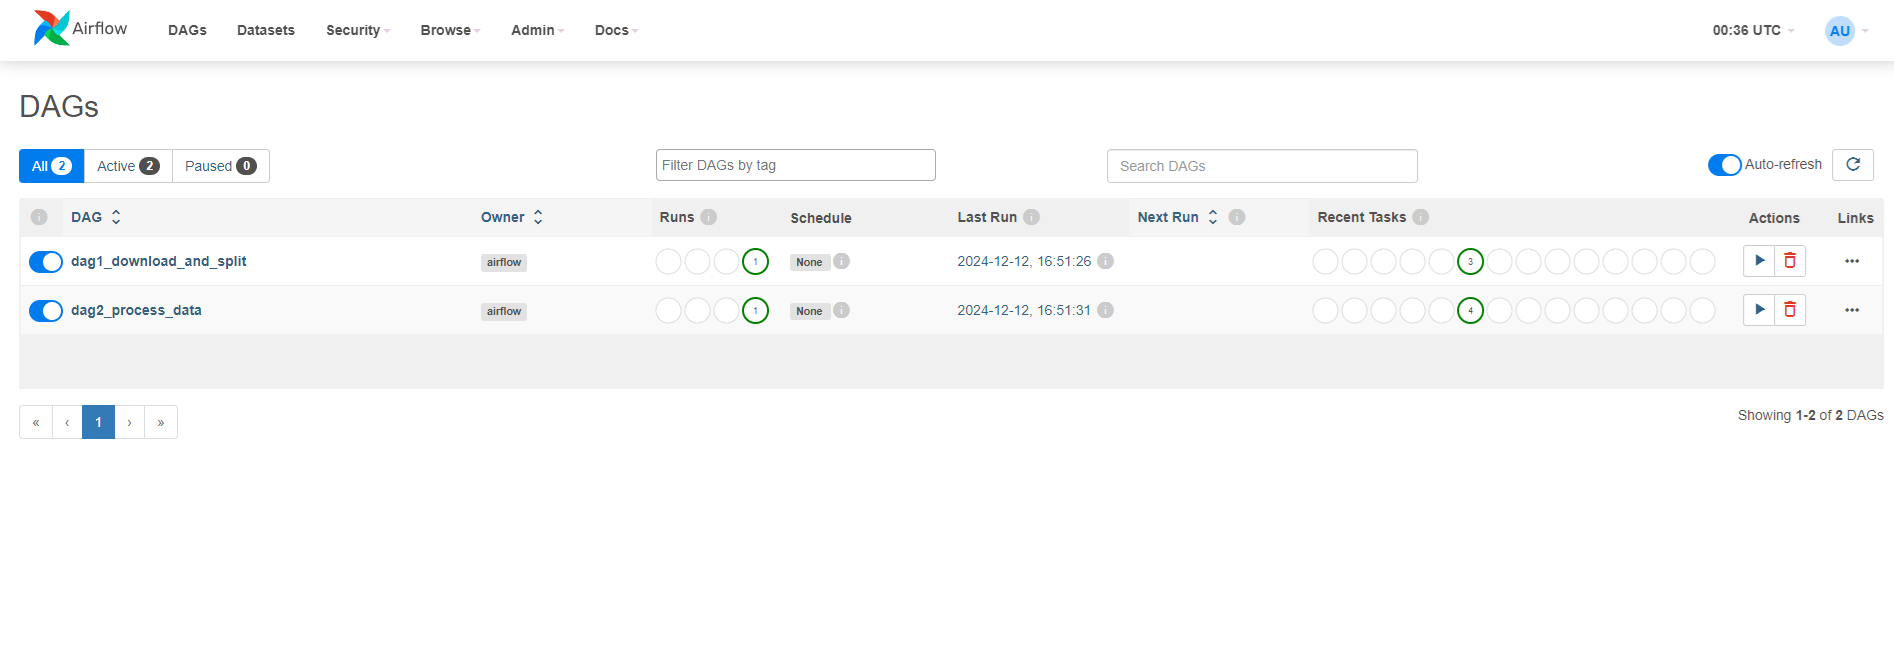 Airflow DAGs Datasets Security Browse Admin Docs 00:36 UTC AU
DAGs
All 2 Active 2 Paused 0 Filter DAGs by tag Search DAGs Auto-refresh
DAG Owner Runs Schedule Last Run Next Run Recent Tasks Actions Links
dag1_download_and_split airflow 1 None 2024-12-12, 16:51:26 3
dag2_process_data airflow 1 None 2024-12-12, 16:51:31 4
« ‹ 1 › » Showing 1-2 of 2 DAGs